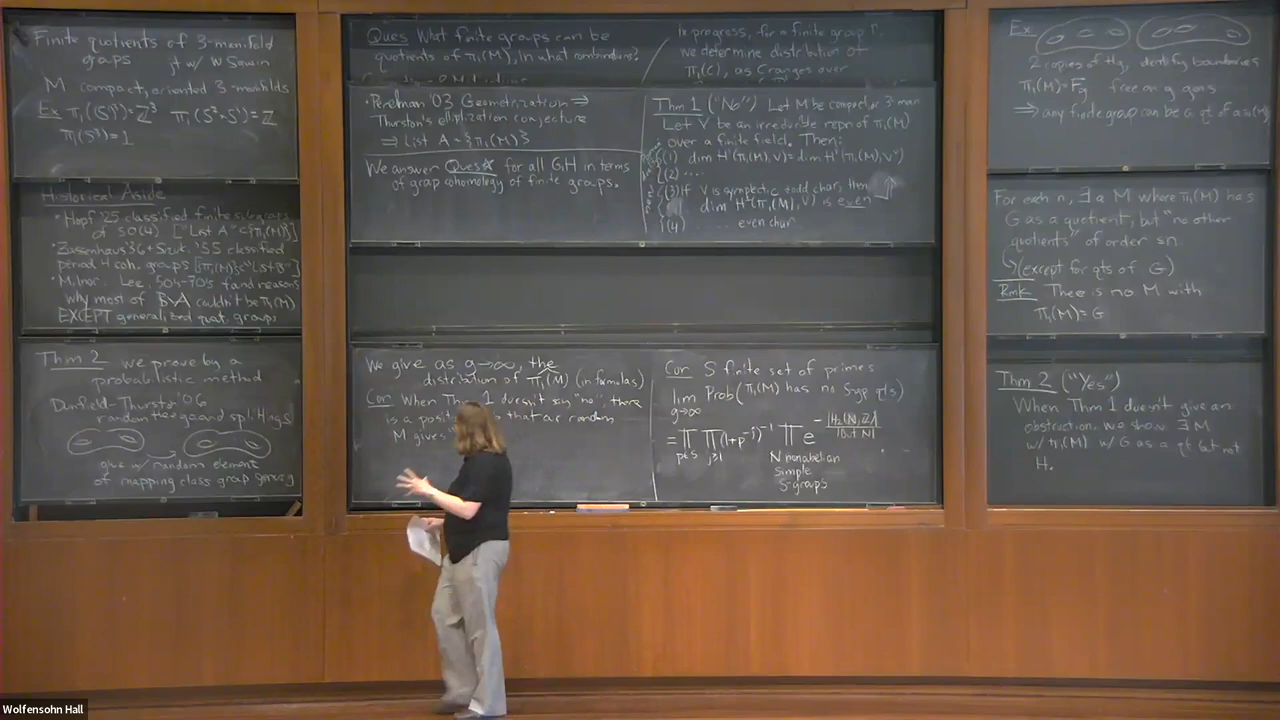 Finite quotients of 3-manifold
groups jt w/ W Sawin
M compact, oriented 3-manifolds
Ex π₁((S¹)³)=ℤ³ π₁(S²×S¹)=ℤ
π₁(S³)=1
Historical Aside
• Hopf '25 classified finite subgroups
of SO(4) ["List A"⊂{π₁(M)}]
'55 classified
period 4 coh. groups
• Milnor, Lee, 50's-70's found reasons
why most of B\A couldn't be π₁(M)
EXCEPT generalized quat. groups
Thm 2 we prove by a
probabilistic method
Dunfield-Thurston '06
random Heegaard splittings
glue w/ random element
of mapping class group genus g
Ques What finite groups can be
quotients of π₁(M), in what combinations?
• Perelman '03 Geometrization ⇒
Thurston's elliptization conjecture
⇒ List A = {π₁(M)}
We answer Ques for all G,H in terms
of group cohomology of finite groups.
In progress, for a finite group Γ,
we determine distribution of
π₁(C), as C ranges over
Thm 1 ("No") Let M be compact or 3-man
Let V be an irreducible repn of π₁(M)
over a finite field. Then:
(1) dim H¹(π₁(M),V)=dim H¹(π₁(M),V^∨)
(2) ....
(3) If V is symplectic + odd char, then
dim H¹(π₁(M),V) is even
(4) ..... even char
We give as g→∞, the
distribution of π₁(M) (in formulas)
Cor When Thm 1 doesn't say "no", there
is a that a random
M gives
Cor S finite set of primes
lim Prob(π₁(M) has no S-gp qts)
g→∞
= ∏ ∏ (1+p^-j)^-1 ∏ e^-|H₂(N,ℤ)|/|Out N|
p∈S j≥1 N nonabelian
simple
S-groups
Ex
2 copies of Hg, identify boundaries
π₁(M)=Fg free on g gens
⇒ any finite group can be a qt of a π₁(M)
For each n, ∃ a M where π₁(M) has
G as a quotient, but "no other
quotients" of order ≤n
(except for qts of G)
Rmk There is no M with
π₁(M)=G
Thm 2 ("Yes")
When Thm 1 doesn't give an
obstruction, we show ∃ M
w/ π₁(M) w/ G as a qt but not
H.
Wolfensohn Hall